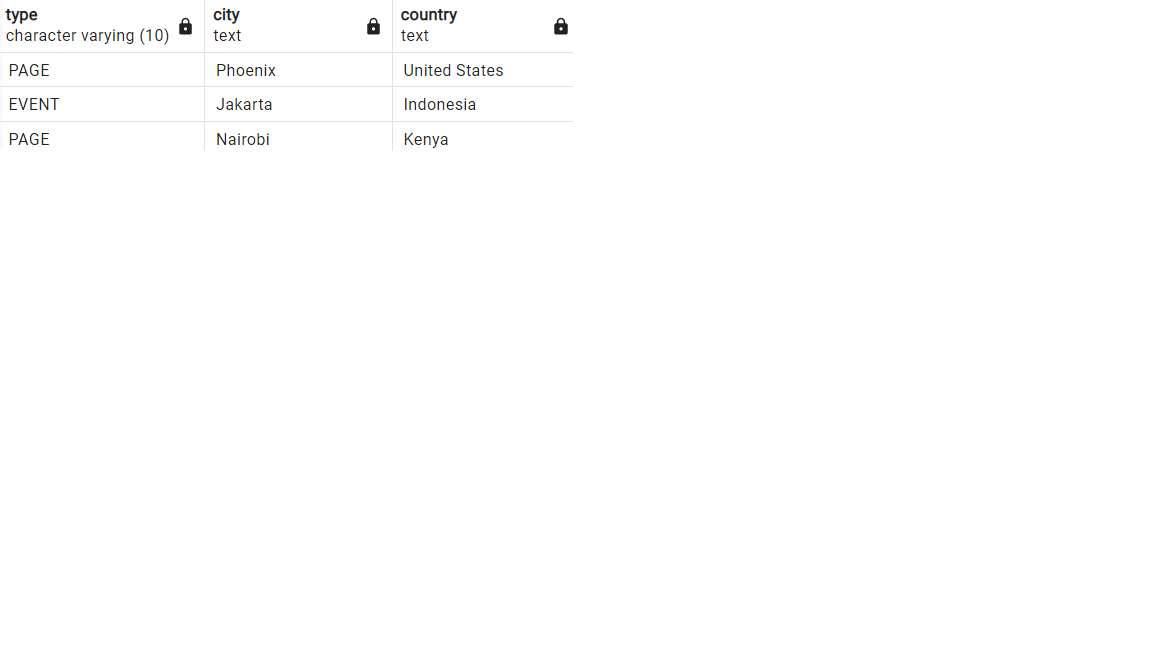 type city country
character varying (10) text text
PAGE Phoenix United States
EVENT Jakarta Indonesia
PAGE Nairobi Kenya